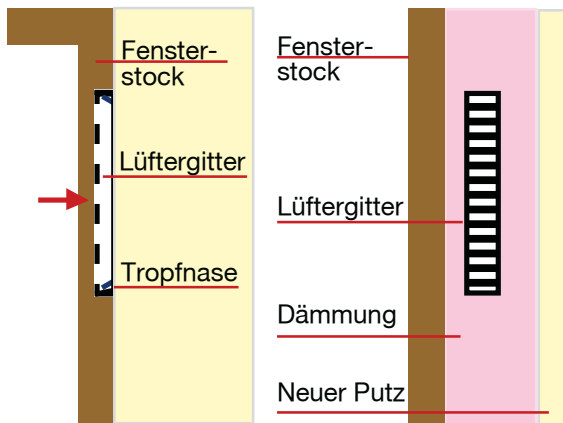 Fenster-
stock
Lüftergitter
Tropfnase
Fenster-
stock
Lüftergitter
Dämmung
Neuer Putz